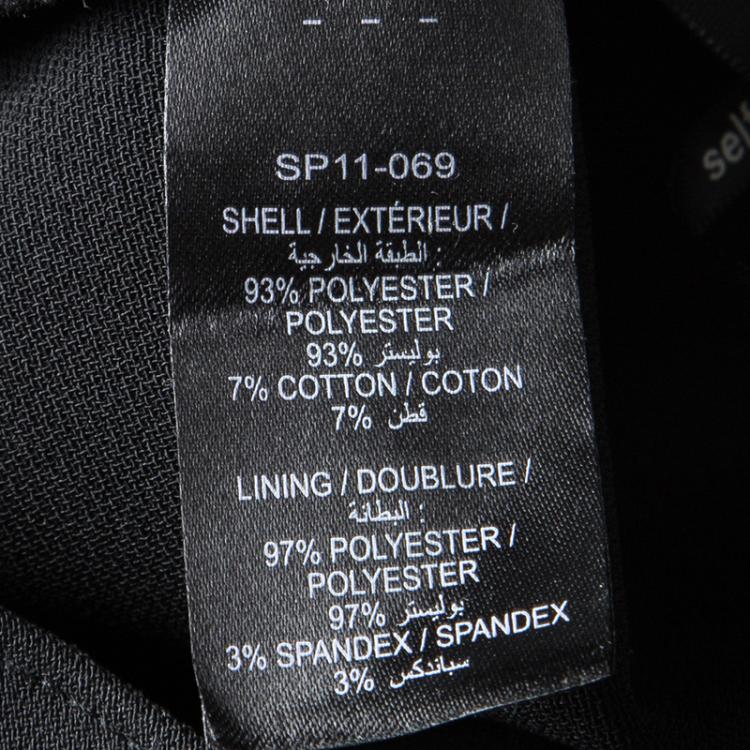 - - -
SP11-069
SHELL / EXTÉRIEUR /
الطبقة الخارجية :
93% POLYESTER /
POLYESTER
93% بوليستر
7% COTTON / COTON
7% قطن
LINING / DOUBLURE /
البطانة :
97% POLYESTER /
POLYESTER
97% بوليستر
3% SPANDEX / SPANDEX
3% سباندكس
self